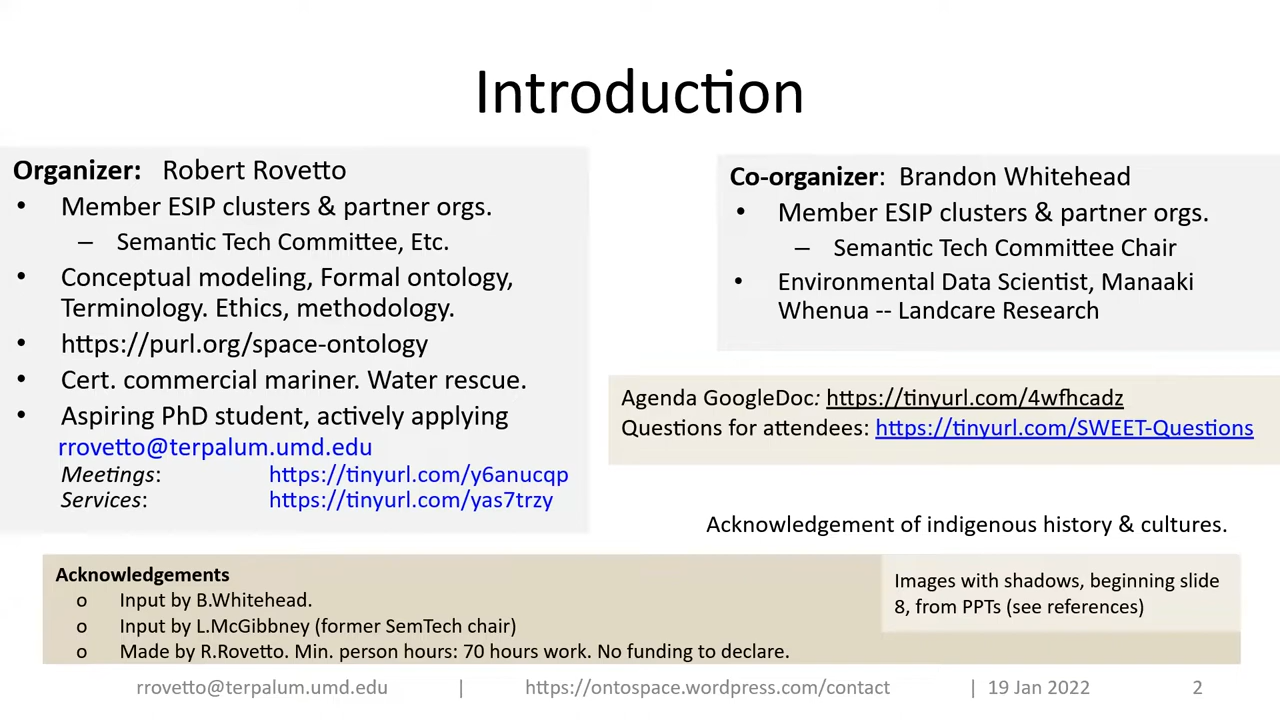 Introduction
Organizer: Robert Rovetto
• Member ESIP clusters & partner orgs.
– Semantic Tech Committee, Etc.
• Conceptual modeling, Formal ontology,
Terminology. Ethics, methodology.
• https://purl.org/space-ontology
• Cert. commercial mariner. Water rescue.
• Aspiring PhD student, actively applying
rrovetto@terpalum.umd.edu
Meetings: https://tinyurl.com/y6anucqp
Services: https://tinyurl.com/yas7trzy
Co-organizer: Brandon Whitehead
• Member ESIP clusters & partner orgs.
– Semantic Tech Committee Chair
• Environmental Data Scientist, Manaaki
Whenua -- Landcare Research
Agenda GoogleDoc: https://tinyurl.com/4wfhcadz
Questions for attendees: https://tinyurl.com/SWEET-Questions
Acknowledgement of indigenous history & cultures.
Acknowledgements
o Input by B.Whitehead.
o Input by L.McGibbney (former SemTech chair)
o Made by R.Rovetto. Min. person hours: 70 hours work. No funding to declare.
Images with shadows, beginning slide
8, from PPTs (see references)
rrovetto@terpalum.umd.edu | https://ontospace.wordpress.com/contact | 19 Jan 2022 2